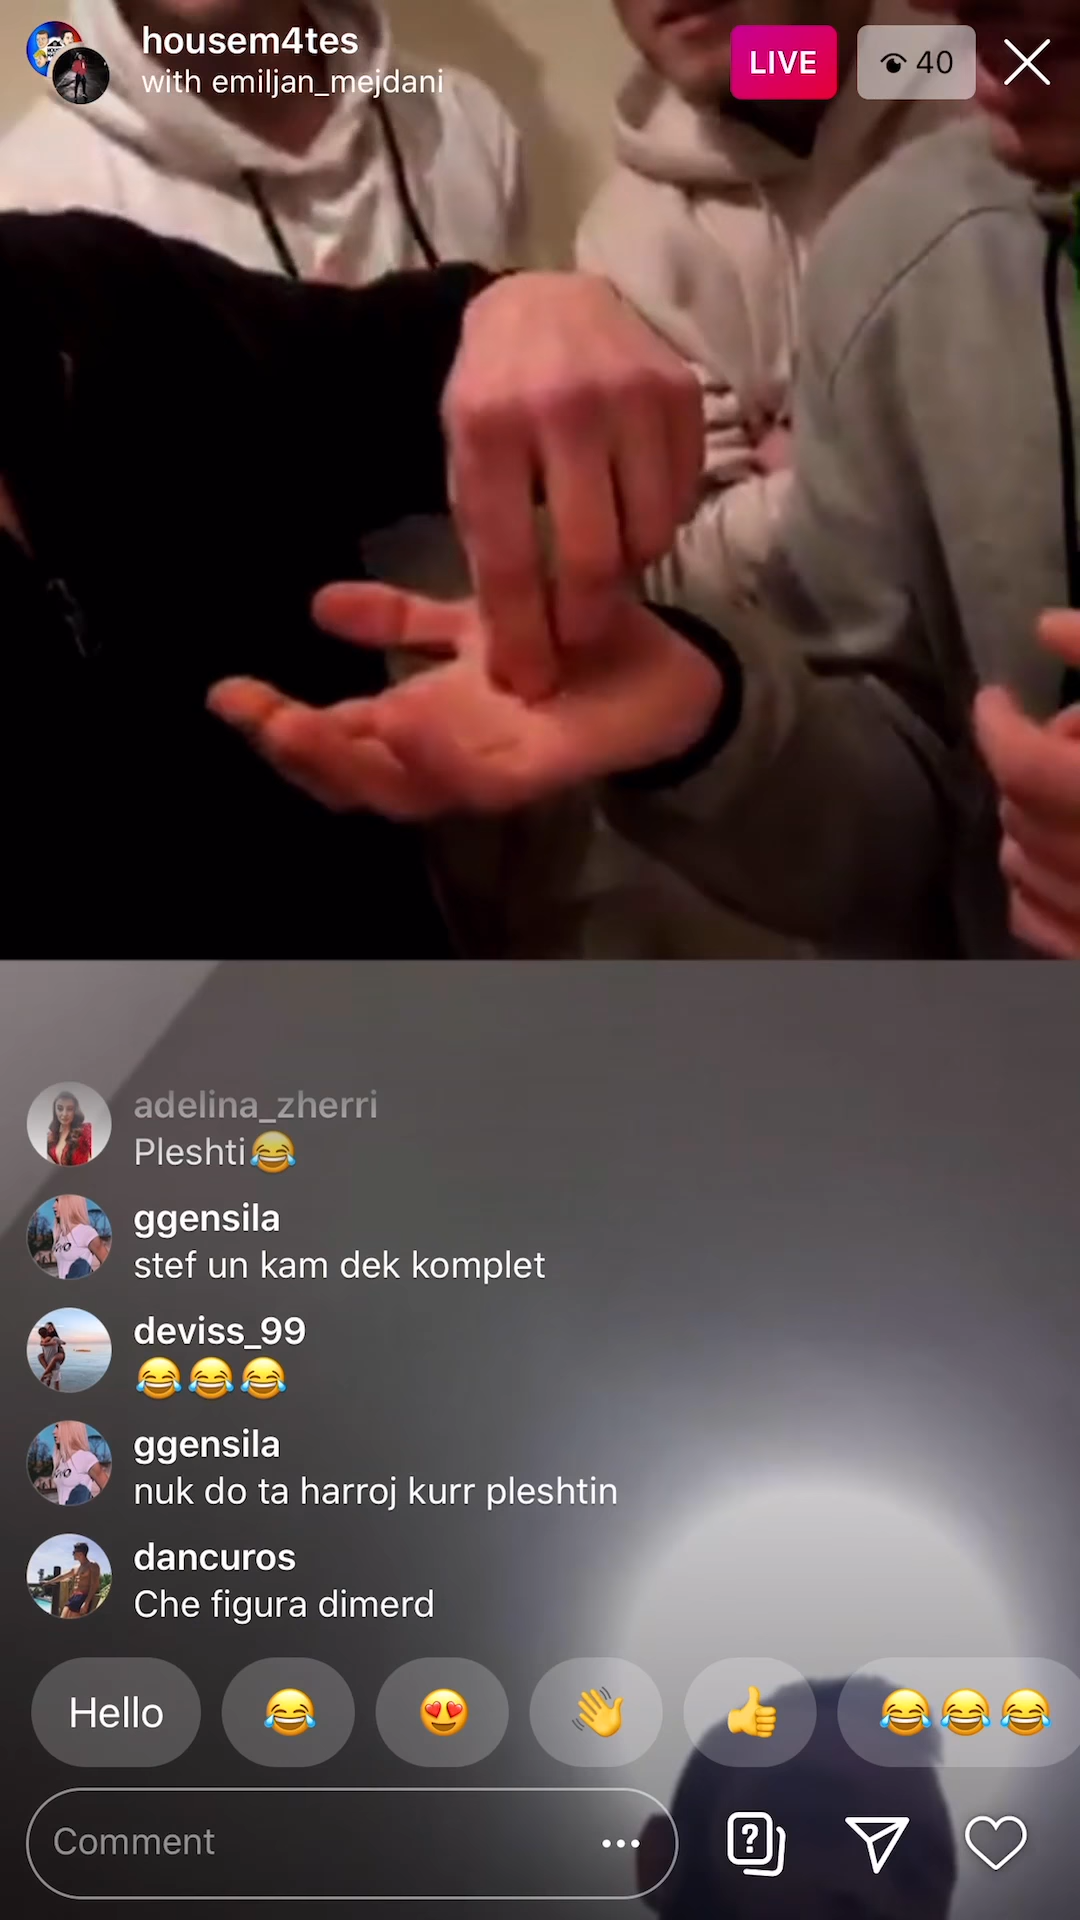 housem4tes
with emiljan_mejdani
LIVE
40
adelina_zherri
Pleshti😂
ggensila
stef un kam dek komplet
deviss_99
😂😂😂
ggensila
nuk do ta harroj kurr pleshtin
dancuros
Che figura dimerd
Hello 😂 😍 👋 👍 😂😂😂
Comment ...